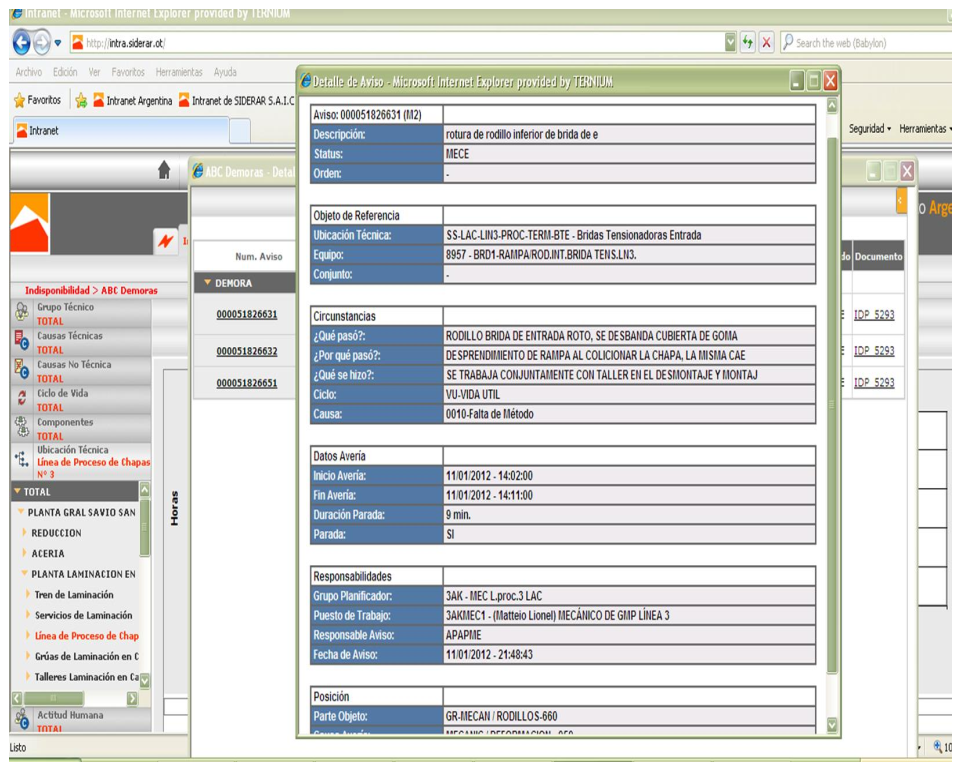 Intranet - Microsoft Internet Explorer provided by TERNIUM
http://intra.siderar.ot/
Search the web (Babylon)
Archivo Edición Ver Favoritos Herramientas Ayuda
Favoritos Intranet Argentina Intranet de SIDERAR S.A.I.C
Intranet
Seguridad Herramientas
Detalle de Aviso - Microsoft Internet Explorer provided by TERNIUM
ABC Demoras - Detal
Indisponibilidad > ABC Demoras
Grupo Técnico
TOTAL
Causas Técnicas
TOTAL
Causas No Técnica
TOTAL
Ciclo de Vida
TOTAL
Componentes
TOTAL
Ubicación Técnica
Línea de Proceso de Chapas
Nº 3
TOTAL
PLANTA GRAL SAVIO SAN
REDUCCION
ACERIA
PLANTA LAMINACION EN
Tren de Laminación
Servicios de Laminación
Línea de Proceso de Chap
Grúas de Laminación en C
Talleres Laminación en Ca
Actitud Humana
TOTAL
Listo
Horas
Num. Aviso
DEMORA
000051826631
000051826632
000051826651
Aviso: 000051826631 (M2)
Descripción: rotura de rodillo inferior de brida de e
Status: MECE
Orden: -
Objeto de Referencia
Ubicación Técnica: SS-LAC-LIN3-PROC-TERM-BTE - Bridas Tensionadoras Entrada
Equipo: 8957 - BRD1-RAMPA/ROD.INT.BRIDA TENS.LN3.
Conjunto: -
Circunstancias
¿Qué pasó?: RODILLO BRIDA DE ENTRADA ROTO, SE DESBANDA CUBIERTA DE GOMA
¿Por qué pasó?: DESPRENDIMIENTO DE RAMPA AL COLICIONAR LA CHAPA, LA MISMA CAE
¿Qué se hizo?: SE TRABAJA CONJUNTAMENTE CON TALLER EN EL DESMONTAJE Y MONTAJ
Ciclo: VU-VIDA UTIL
Causa: 0010-Falta de Método
Datos Avería
Inicio Avería: 11/01/2012 - 14:02:00
Fin Avería: 11/01/2012 - 14:11:00
Duración Parada: 9 min.
Parada: SI
Responsabilidades
Grupo Planificador: 3AK - MEC L.proc.3 LAC
Puesto de Trabajo: 3AKMEC1 - (Matteio Lionel) MECÁNICO DE GMP LÍNEA 3
Responsable Aviso: APAPME
Fecha de Aviso: 11/01/2012 - 21:48:43
Posición
Parte Objeto: GR-MECAN / RODILLOS-660
o Arge
do Documento
E IDP 5293
E IDP 5293
E IDP 5293
10